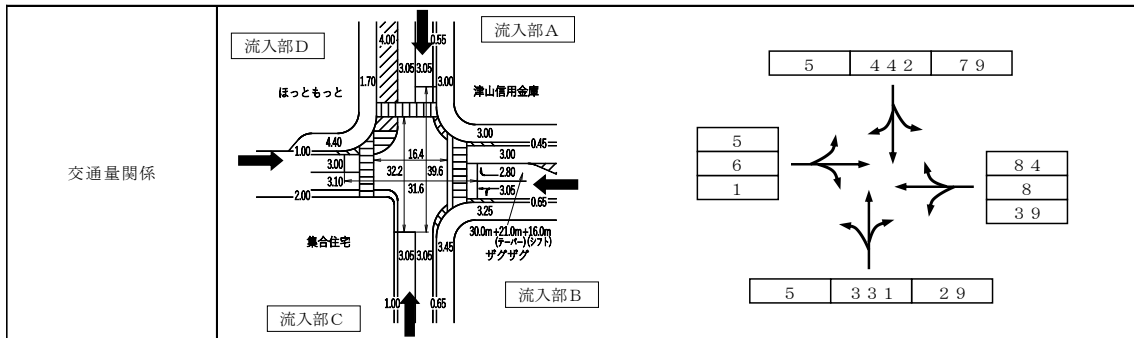 交通量関係
流入部D
流入部A
4.00
0.55
3.05
3.05
1.70
3.00
ほっともっと
津山信用金庫
3.00
4.40
1.00
0.45
16.4
3.00
3.00
32.2
39.6
2.80
3.10
31.6
3.05
2.00
0.65
3.25
集合住宅
3.05
3.05
3.45
30.0m+21.0m+16.0m
(テーパー)(シフト)
ザグザグ
1.00
0.65
流入部B
流入部C
5 442 79
5
6
1
84
8
39
5 331 29